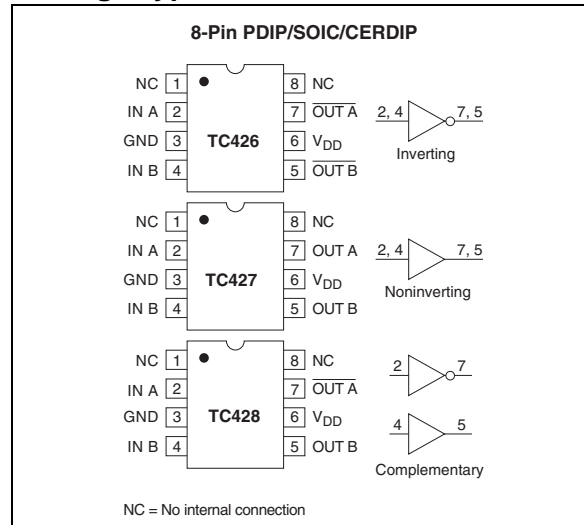 8-Pin PDIP/SOIC/CERDIP
NC 1 8 NC
IN A 2 7 OUT A 2, 4 7, 5
GND 3 TC426 6 VDD
Inverting
IN B 4 5 OUT B
NC 1 8 NC
IN A 2 7 OUT A 2, 4 7, 5
GND 3 TC427 6 VDD
Noninverting
IN B 4 5 OUT B
NC 1 8 NC 2 7
IN A 2 7 OUT A
GND 3 TC428 6 VDD 4 5
IN B 4 5 OUT B
Complementary
NC = No internal connection